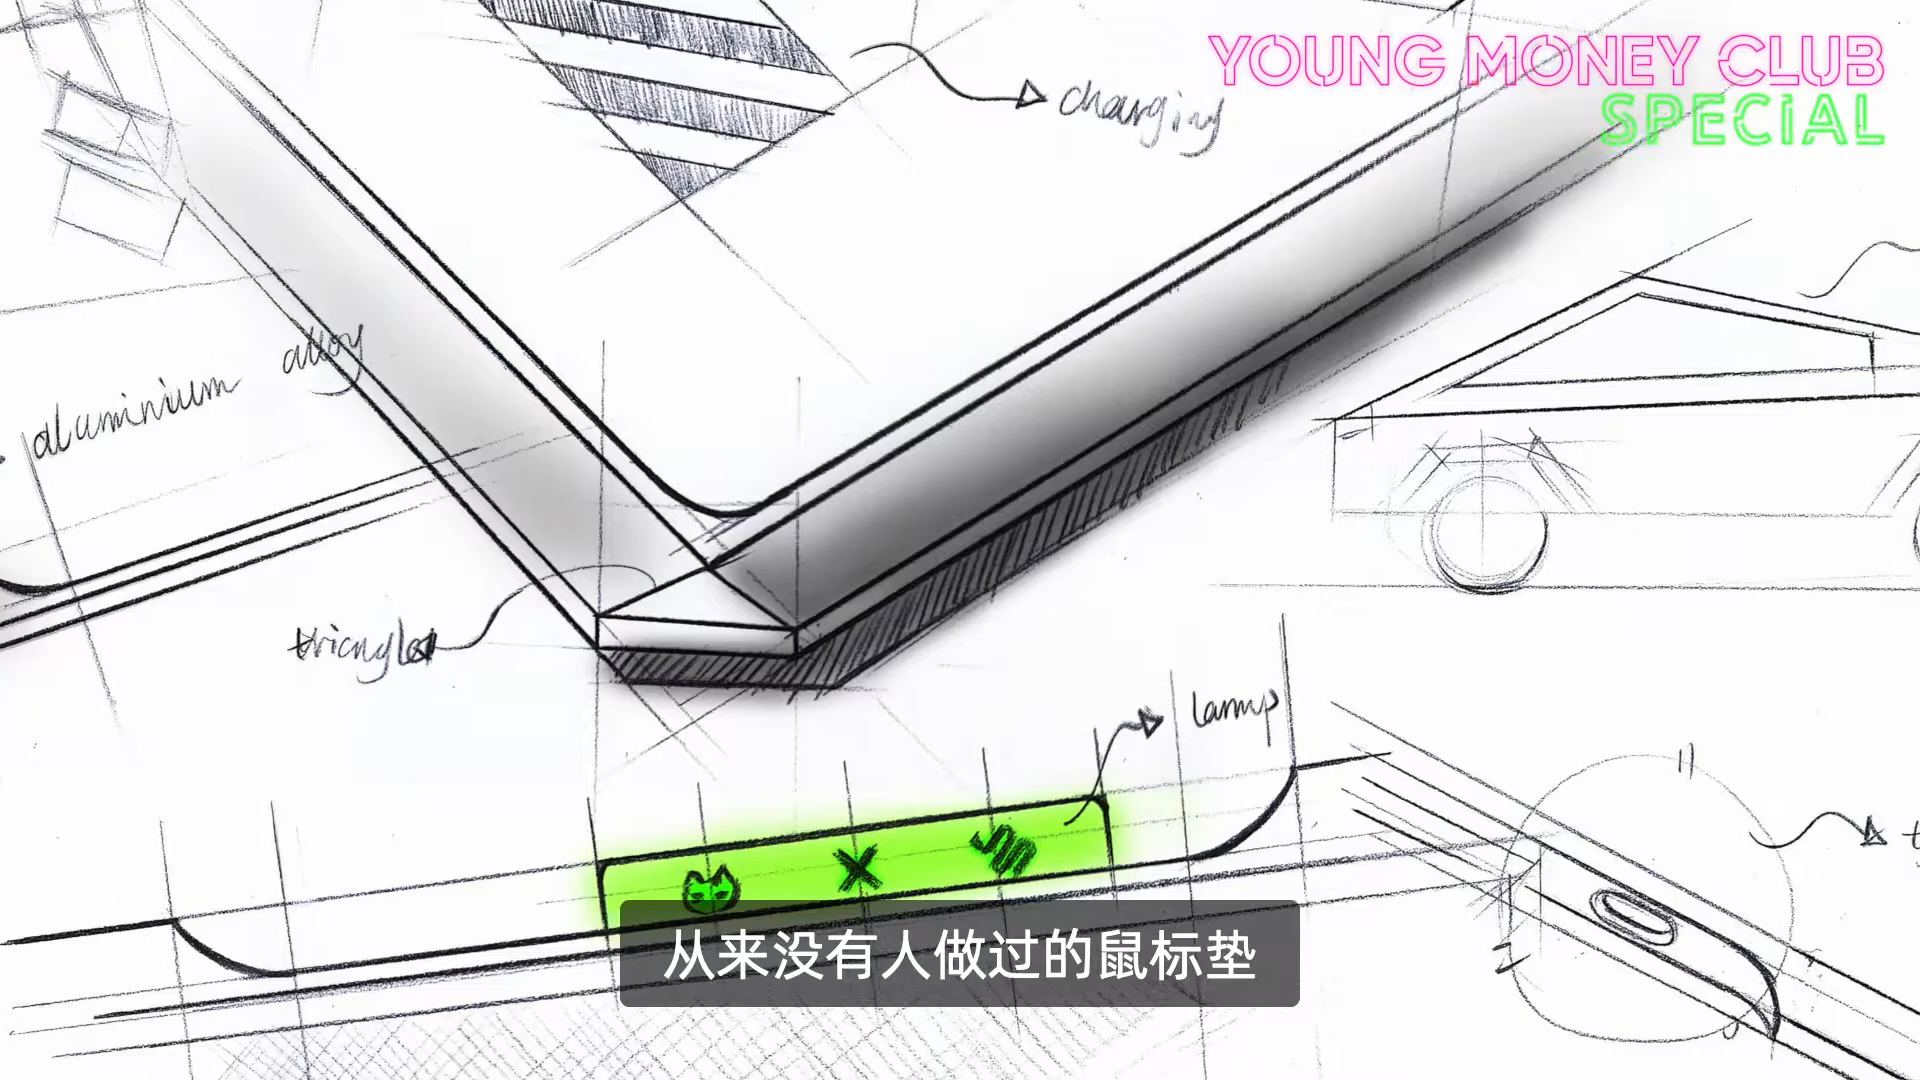 YOUNG MONEY CLUB
SPECIAL
charging
aluminium alloy
lamp
从来没有人做过的鼠标垫